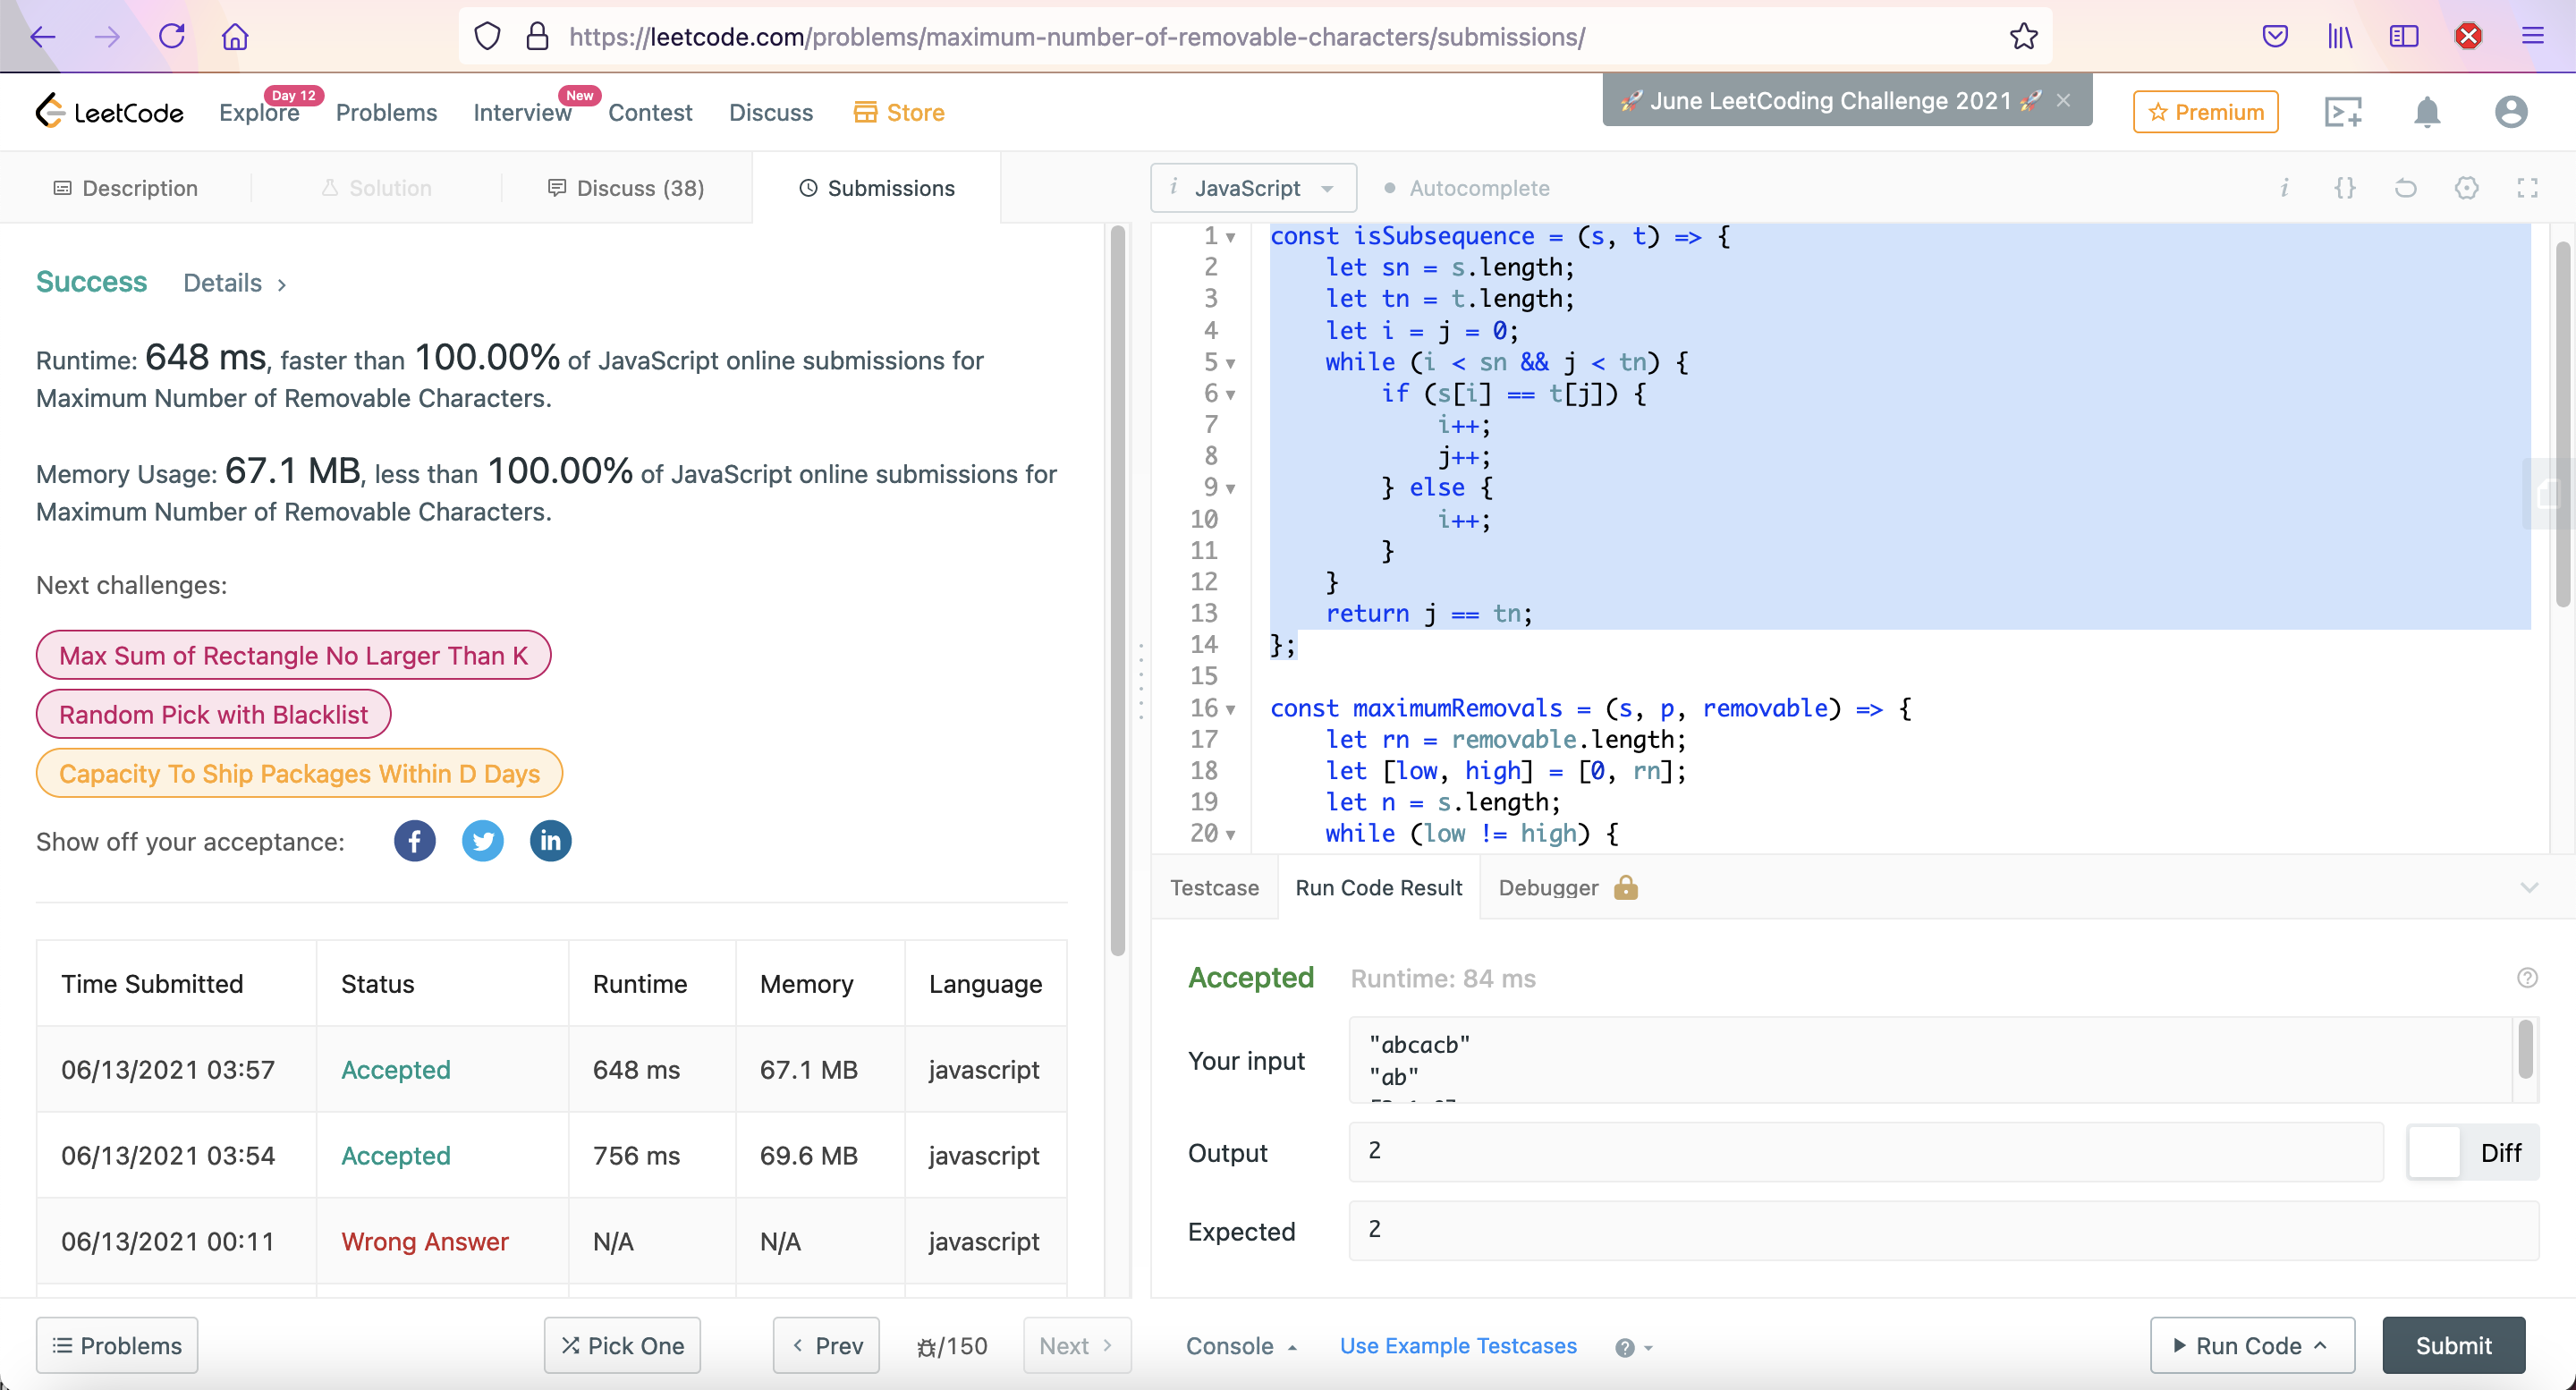 https://leetcode.com/problems/maximum-number-of-removable-characters/submissions/
LeetCode Explore Day 12 Problems Interview New Contest Discuss Store
🚀 June LeetCoding Challenge 2021 🚀 ×
Premium
Description Solution Discuss (38) Submissions
Success Details >
Runtime: 648 ms, faster than 100.00% of JavaScript online submissions for
Maximum Number of Removable Characters.
Memory Usage: 67.1 MB, less than 100.00% of JavaScript online submissions for
Maximum Number of Removable Characters.
Next challenges:
Max Sum of Rectangle No Larger Than K
Random Pick with Blacklist
Capacity To Ship Packages Within D Days
Show off your acceptance:
Time Submitted Status Runtime Memory Language
06/13/2021 03:57 Accepted 648 ms 67.1 MB javascript
06/13/2021 03:54 Accepted 756 ms 69.6 MB javascript
06/13/2021 00:11 Wrong Answer N/A N/A javascript
Problems Pick One < Prev /150 Next >
i JavaScript Autocomplete i {}
1 const isSubsequence = (s, t) => {
2 let sn = s.length;
3 let tn = t.length;
4 let i = j = 0;
5 while (i < sn && j < tn) {
6 if (s[i] == t[j]) {
7 i++;
8 j++;
9 } else {
10 i++;
11 }
12 }
13 return j == tn;
14 };
15
16 const maximumRemovals = (s, p, removable) => {
17 let rn = removable.length;
18 let [low, high] = [0, rn];
19 let n = s.length;
20 while (low != high) {
Testcase Run Code Result Debugger
Accepted Runtime: 84 ms
Your input
"abcacb"
"ab"
Output 2 Diff
Expected 2
Console Use Example Testcases Run Code Submit